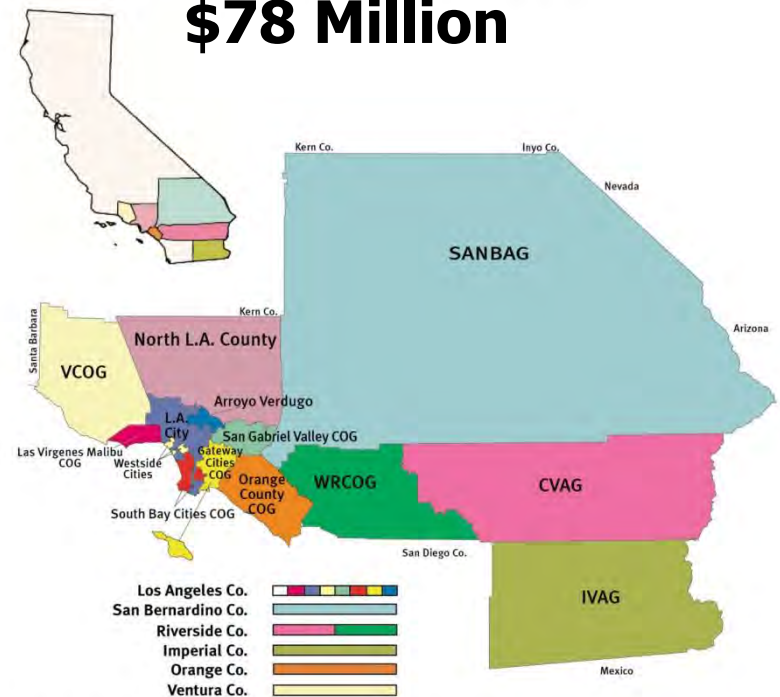 $78 Million
Kern Co.
Inyo Co.
Nevada
SANBAG
Arizona
Kern Co.
Santa Barbara
North L.A. County
VCOG
Arroyo Verdugo
L.A.
City
San Gabriel Valley COG
Las Virgenes Malibu
COG
Westside
Cities
Gateway
Cities
COG
Orange
County
COG
WRCOG
CVAG
South Bay Cities COG
San Diego Co.
IVAG
Mexico
Los Angeles Co.
San Bernardino Co.
Riverside Co.
Imperial Co.
Orange Co.
Ventura Co.